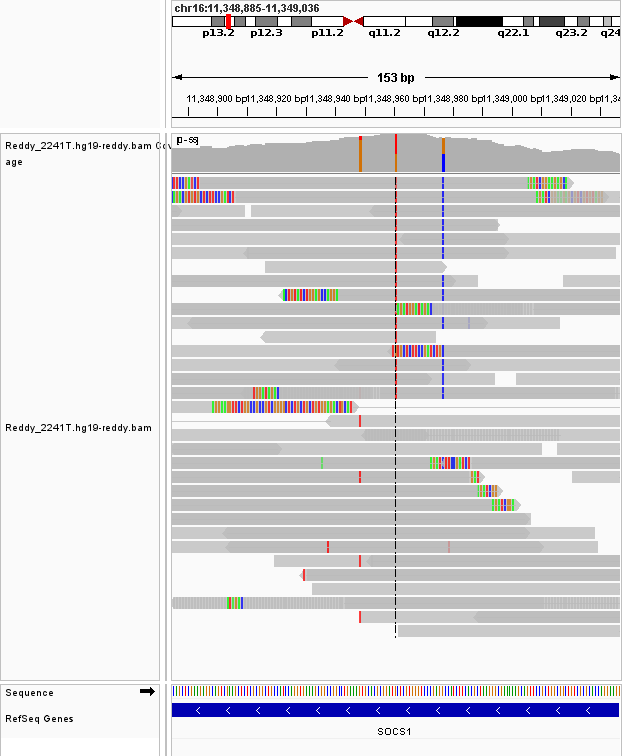 chr16:11,348,885-11,349,036
p13.2 p12.3 p11.2 q11.2 q12.2 q22.1 q23.2 q24
153 bp
11,348,900 bp 11,348,920 bp 11,348,940 bp 11,348,960 bp 11,348,980 bp 11,349,000 bp 11,349,020 bp 11,34
Reddy_2241T.hg19-reddy.bam Cov
age
Reddy_2241T.hg19-reddy.bam
Sequence
RefSeq Genes
SOCS1